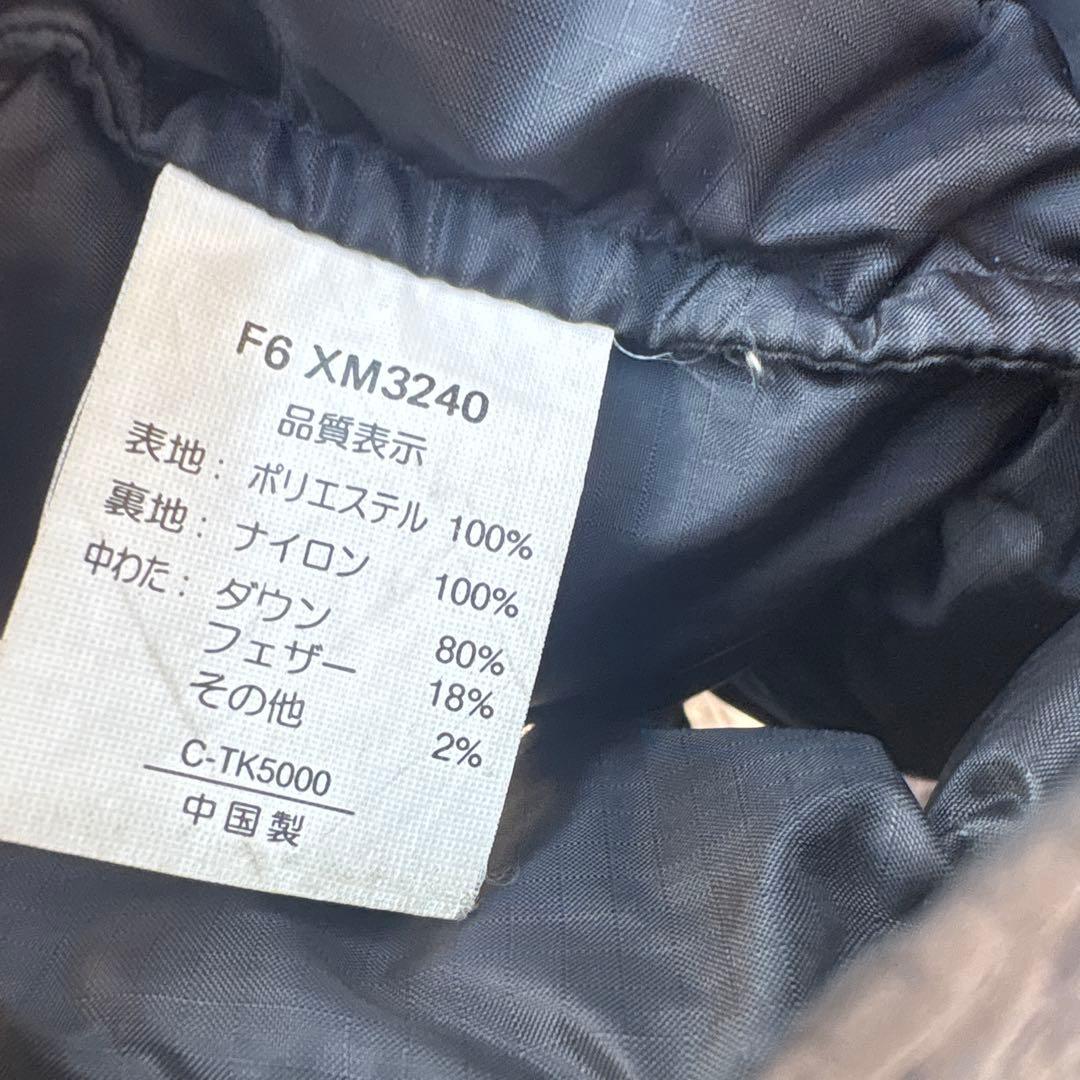 F6 XM3240
品質表示
表地: ポリエステル 100%
裏地: ナイロン 100%
中わた: ダウン 80%
フェザー 18%
その他 2%
C-TK5000
中国製